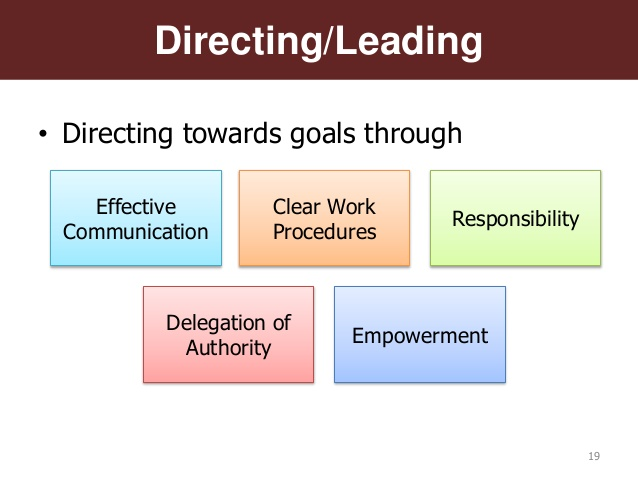 Directing/Leading
• Directing towards goals through
Effective
Communication
Clear Work
Procedures
Responsibility
Delegation of
Authority
Empowerment
19